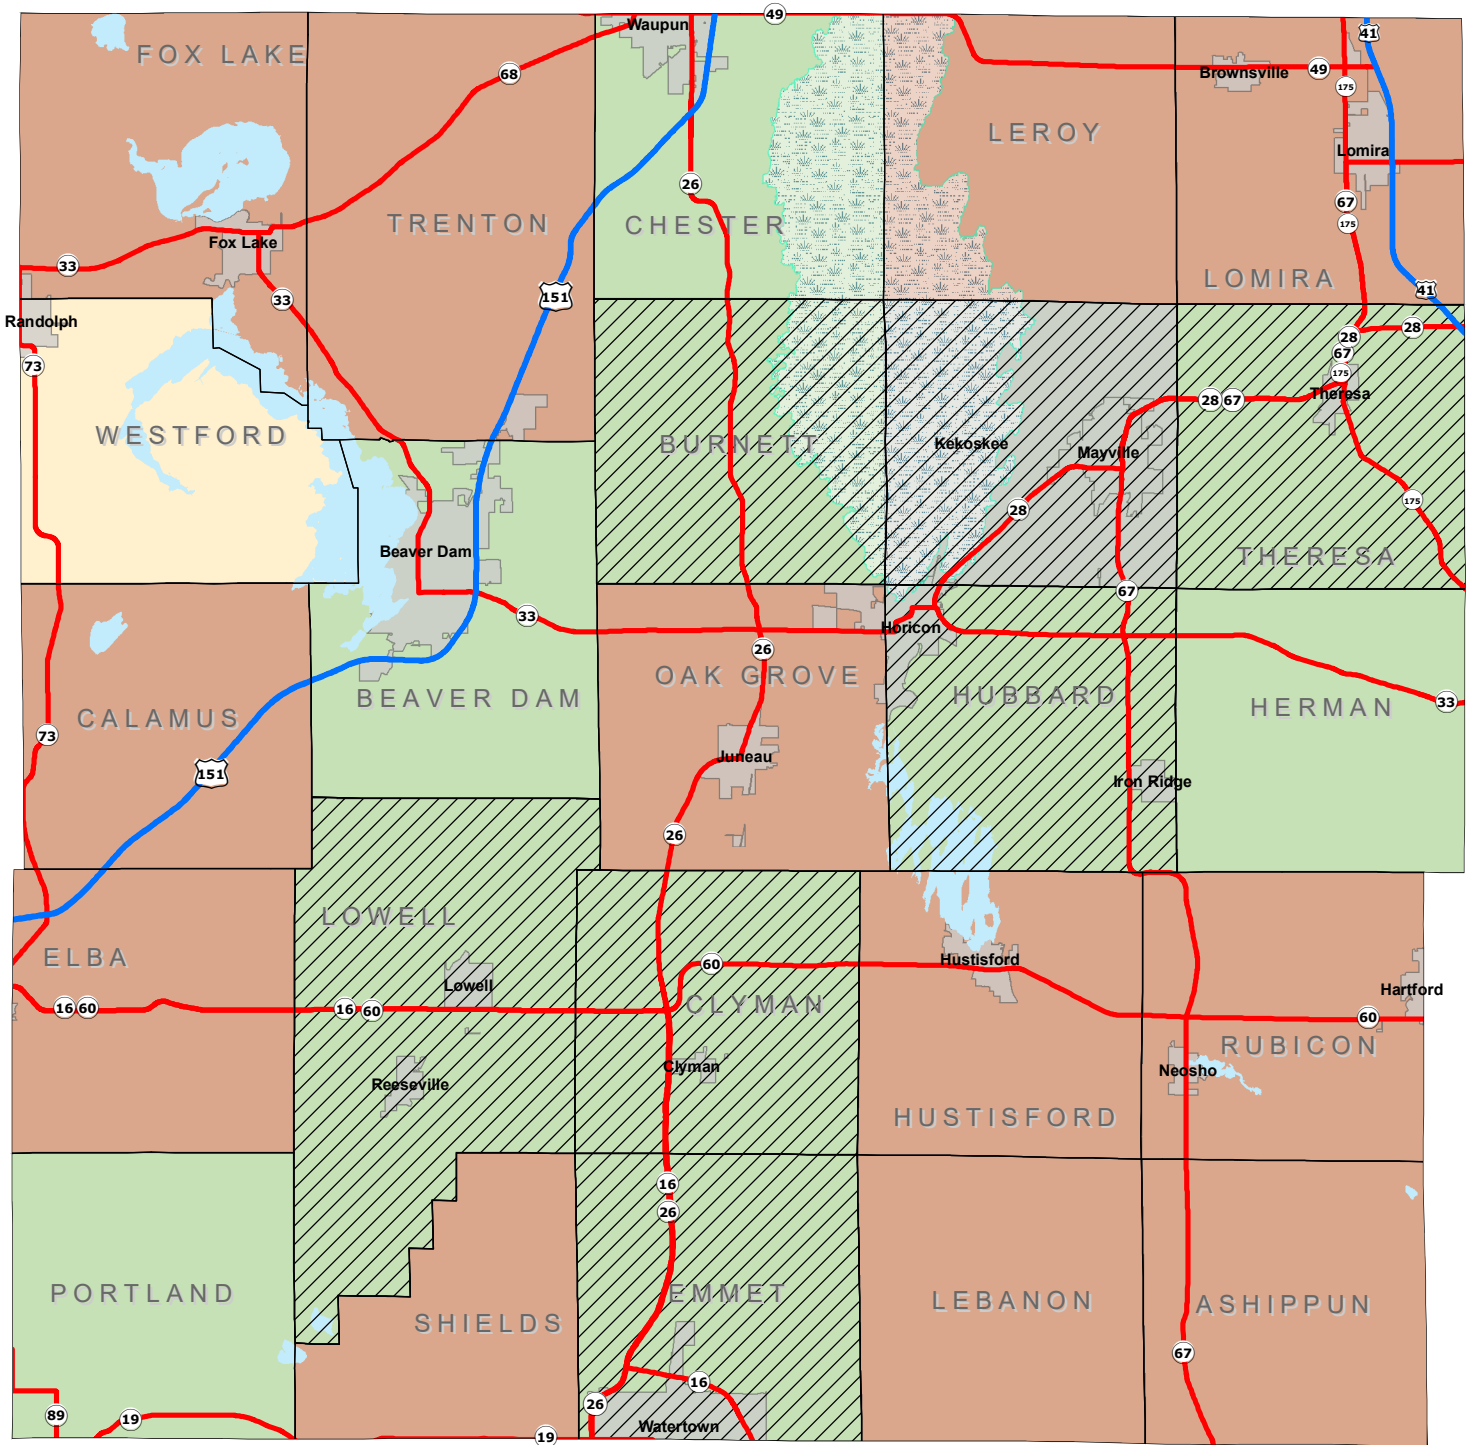 49
Waupun
41
FOX LAKE
68
Brownsville
49
175
LEROY
Lomira
26
67
175
TRENTON
CHESTER
Fox Lake
33
LOMIRA
41
151
33
Randolph
28
28
67
73
175
Theresa
28 67
WESTFORD
BURNETT
Kekoskee
Mayville
175
28
Beaver Dam
THERESA
67
33
Horicon
26
OAK GROVE
BEAVER DAM
HUBBARD
HERMAN
33
CALAMUS
73
Juneau
151
Iron Ridge
26
LOWELL
ELBA
60
Hustisford
Lowell
Hartford
16 60
16 60
CLYMAN
60
RUBICON
Clyman
Neosho
Reeseville
HUSTISFORD
16
26
PORTLAND
EMMET
LEBANON
ASHIPPUN
SHIELDS
67
16
26
89
19
Watertown
19